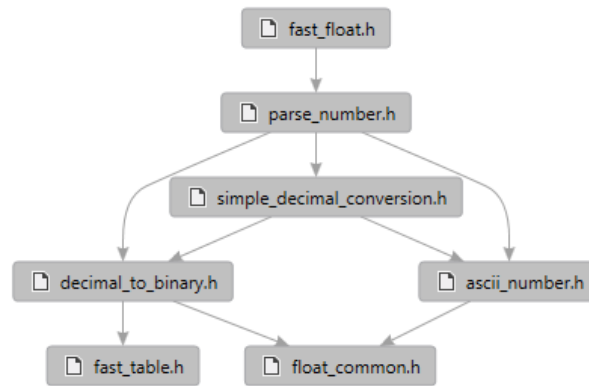 fast_float.h
parse_number.h
simple_decimal_conversion.h
decimal_to_binary.h
ascii_number.h
fast_table.h
float_common.h